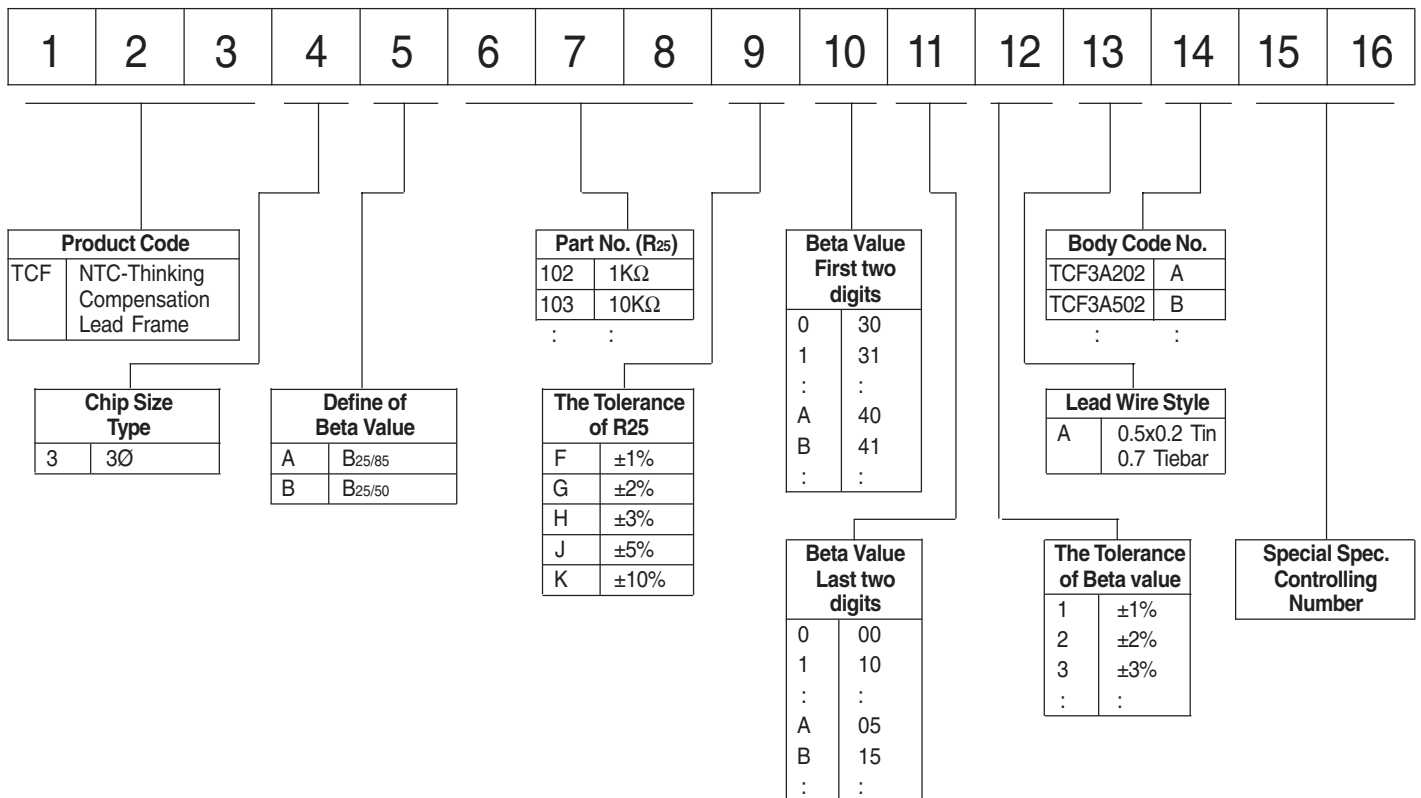 1 2 3 4 5 6 7 8 9 10 11 12 13 14 15 16
Product Code
TCF NTC-Thinking
Compensation
Lead Frame
Part No. (R25)
102 1KΩ
103 10KΩ
: :
Beta Value
First two
digits
0 30
1 31
: :
A 40
B 41
: :
Body Code No.
TCF3A202 A
TCF3A502 B
: :
Chip Size
Type
3 3Ø
Define of
Beta Value
A B25/85
B B25/50
The Tolerance
of R25
F ±1%
G ±2%
H ±3%
J ±5%
K ±10%
Lead Wire Style
A 0.5x0.2 Tin
0.7 Tiebar
Beta Value
Last two
digits
0 00
1 10
: :
A 05
B 15
: :
The Tolerance
of Beta value
1 ±1%
2 ±2%
3 ±3%
: :
Special Spec.
Controlling
Number